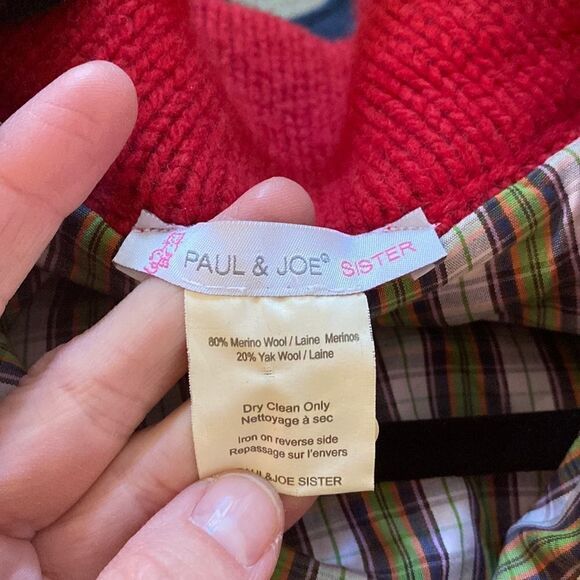 PAUL & JOE® SISTER
80% Merino Wool / Laine Merinos
20% Yak Wool / Laine
Dry Clean Only
Nettoyage à sec
Iron on reverse side
Repassage sur l'envers
PAUL&JOE SISTER